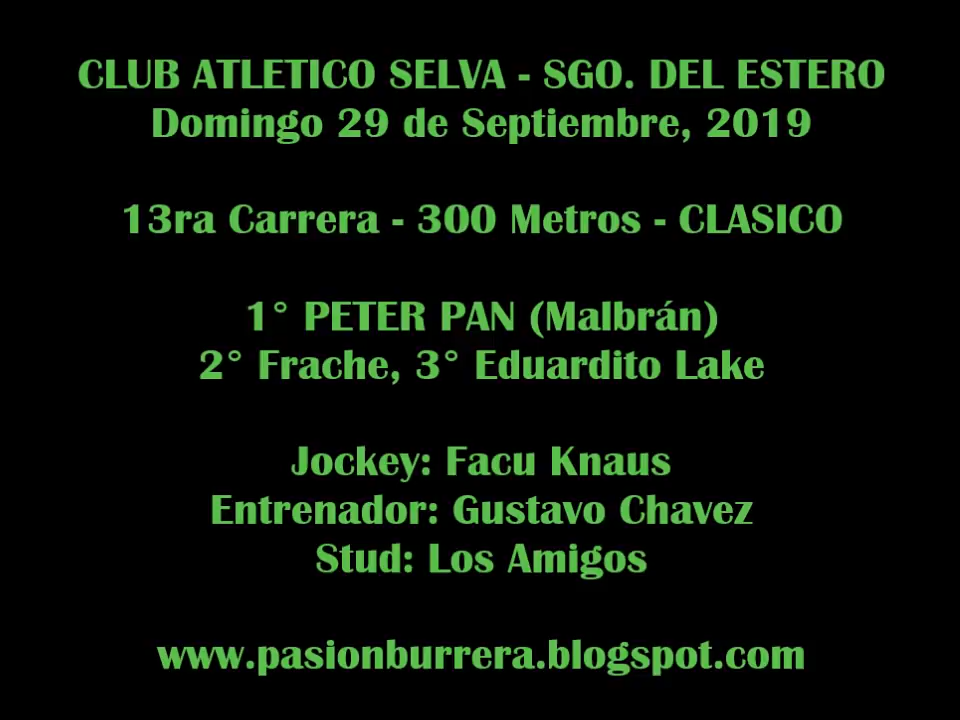 CLUB ATLETICO SELVA - SGO. DEL ESTERO
Domingo 29 de Septiembre, 2019
13ra Carrera - 300 Metros - CLASICO
1° PETER PAN (Malbrán)
2° Frache, 3° Eduardito Lake
Jockey: Facu Knaus
Entrenador: Gustavo Chavez
Stud: Los Amigos
www.pasionburrera.blogspot.com